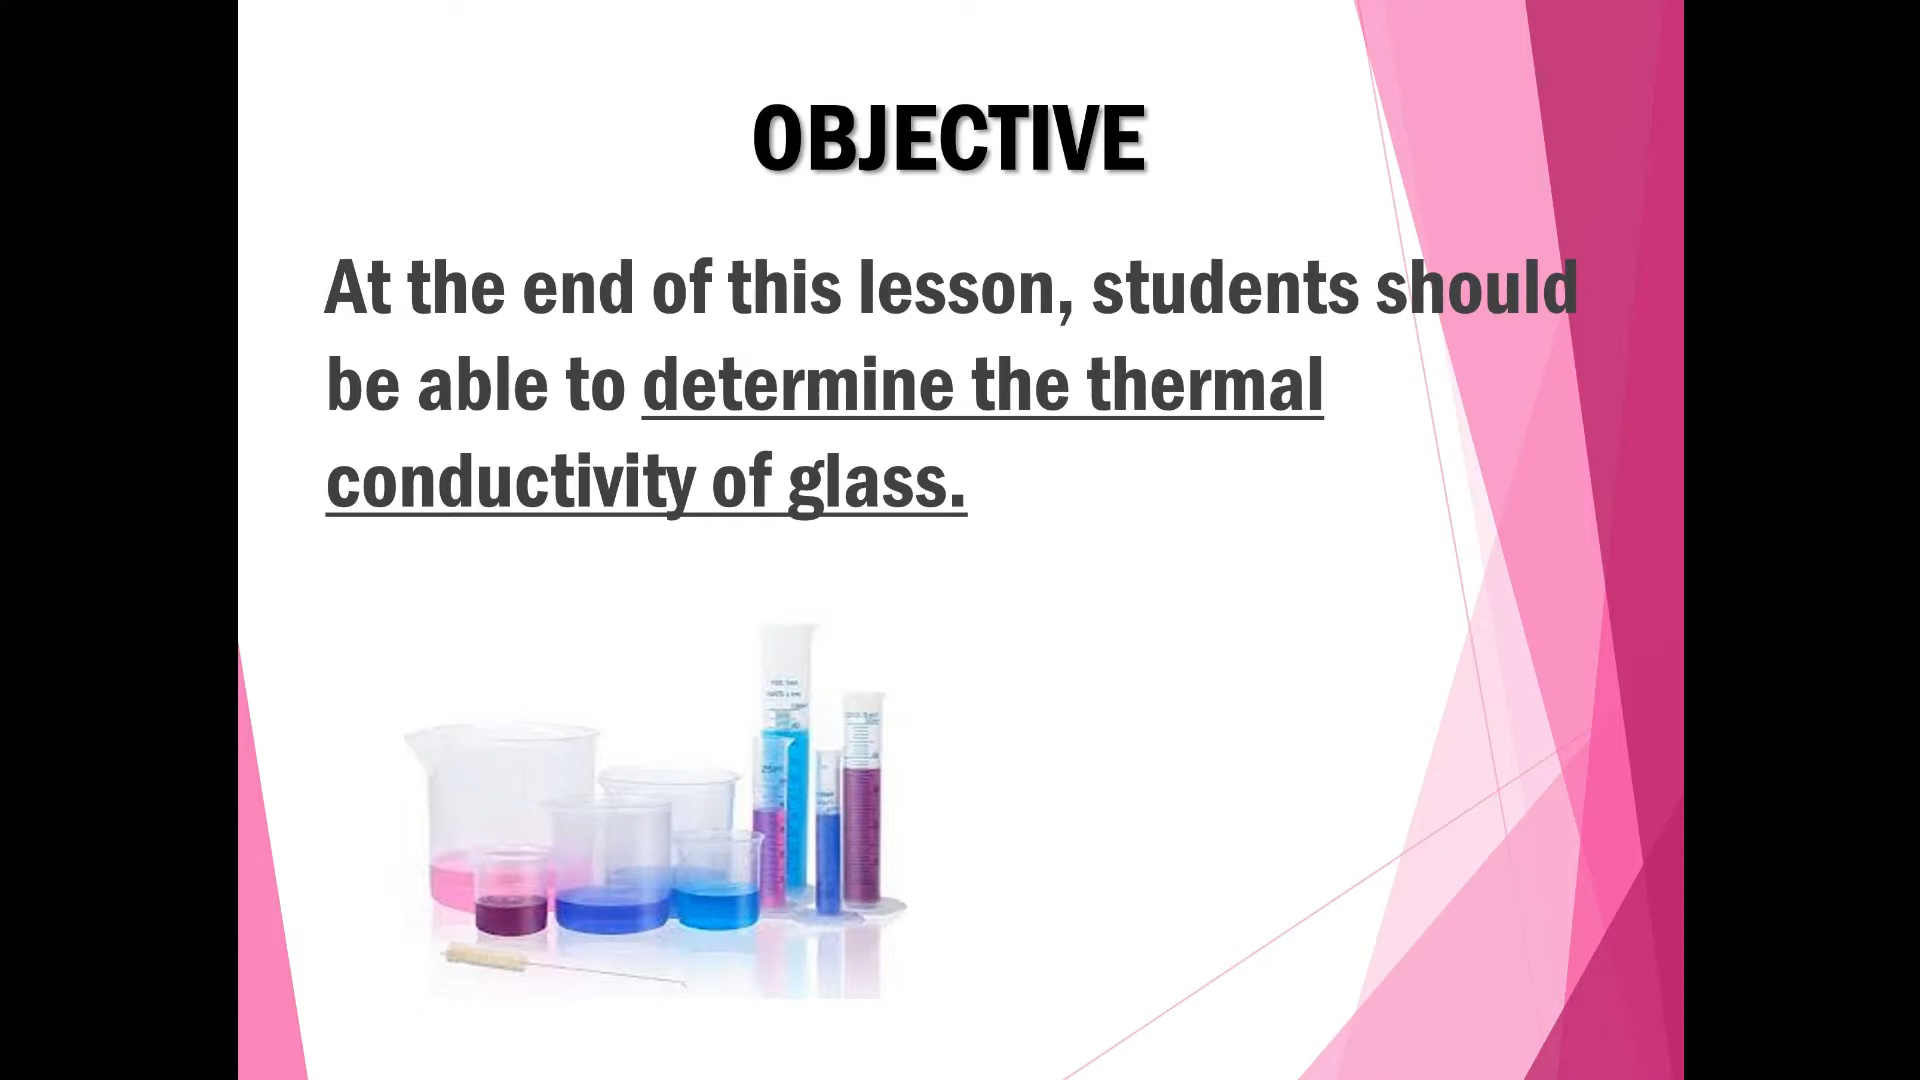 OBJECTIVE
At the end of this lesson, students should
be able to determine the thermal
conductivity of glass.